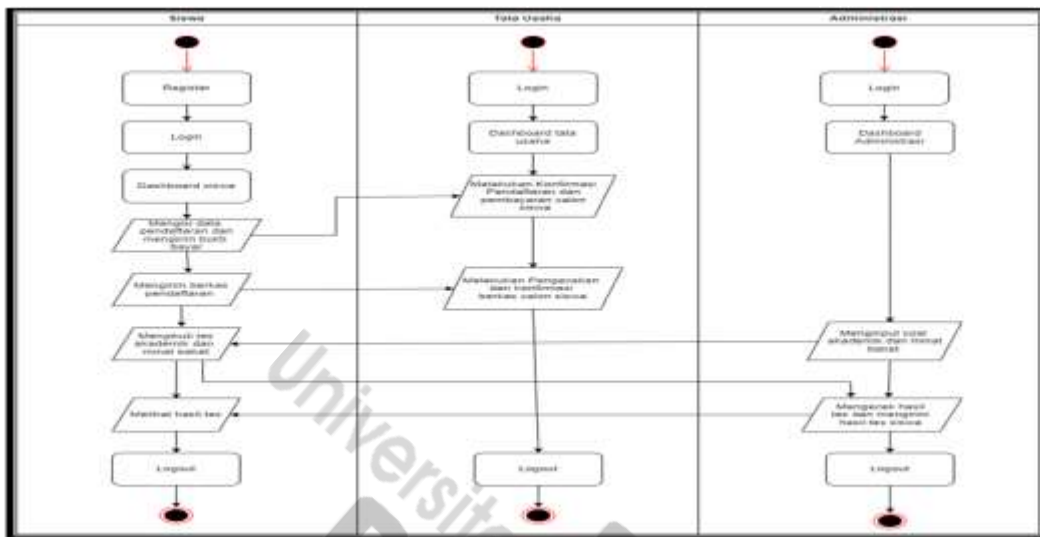 Siswa
Tata Usaha
Administrasi
Register
Login
Dashboard siswa
Mengisi data
pendaftaran dan
mengirim bukti
bayar
Mengirim berkas
pendaftaran
Mengikuti tes
akademik dan
minat bakat
Melihat hasil tes
Logout
Login
Dashboard tata
usaha
Melakukan Konfirmasi
Pendaftaran dan
pembayaran calon
siswa
Melakukan Pengecekan
dan konfirmasi
berkas calon siswa
Logout
Login
Dashboard
Administrasi
Menginput soal
akademik dan minat
bakat
hasil
tes dan mengirim
hasil tes siswa
Logout